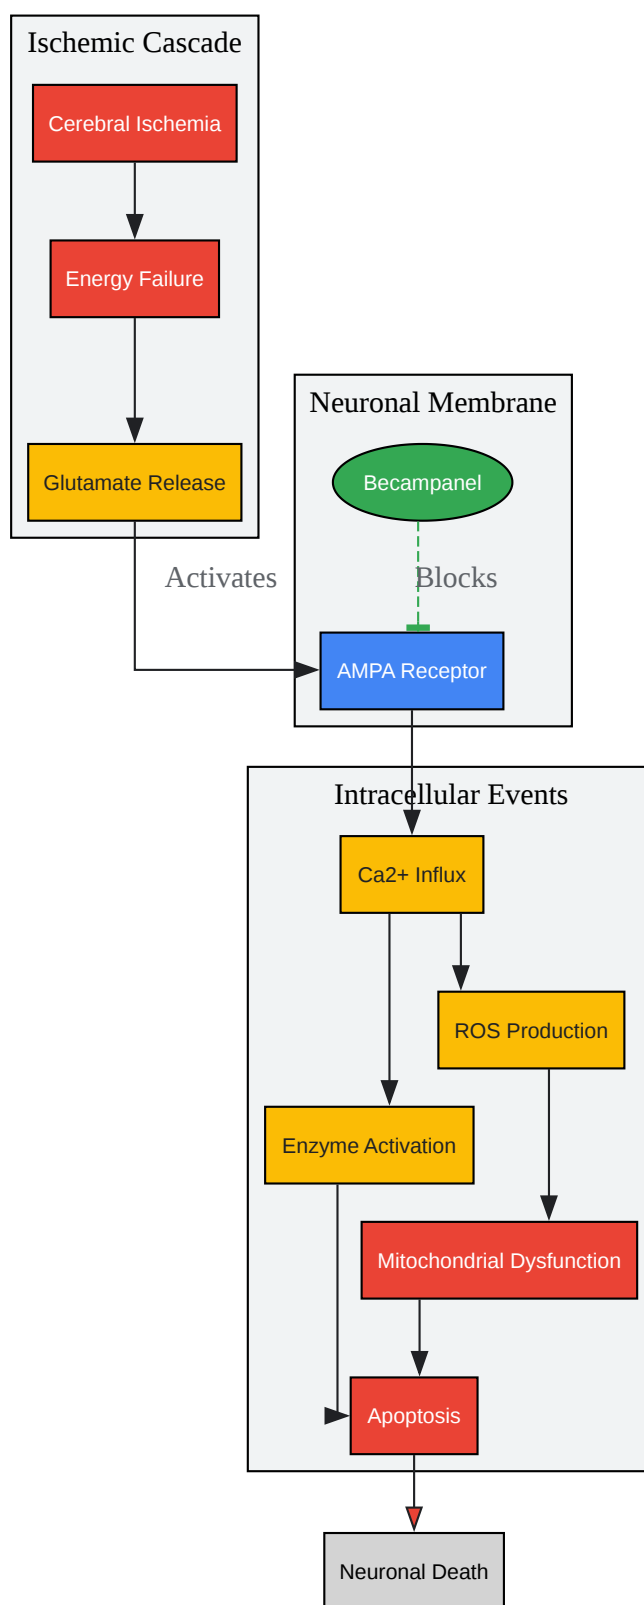 Ischemic Cascade
Cerebral Ischemia
Energy Failure
Glutamate Release
Activates
Neuronal Membrane
Becampanel
Blocks
AMPA Receptor
Intracellular Events
Ca2+ Influx
ROS Production
Enzyme Activation
Mitochondrial Dysfunction
Apoptosis
Neuronal Death